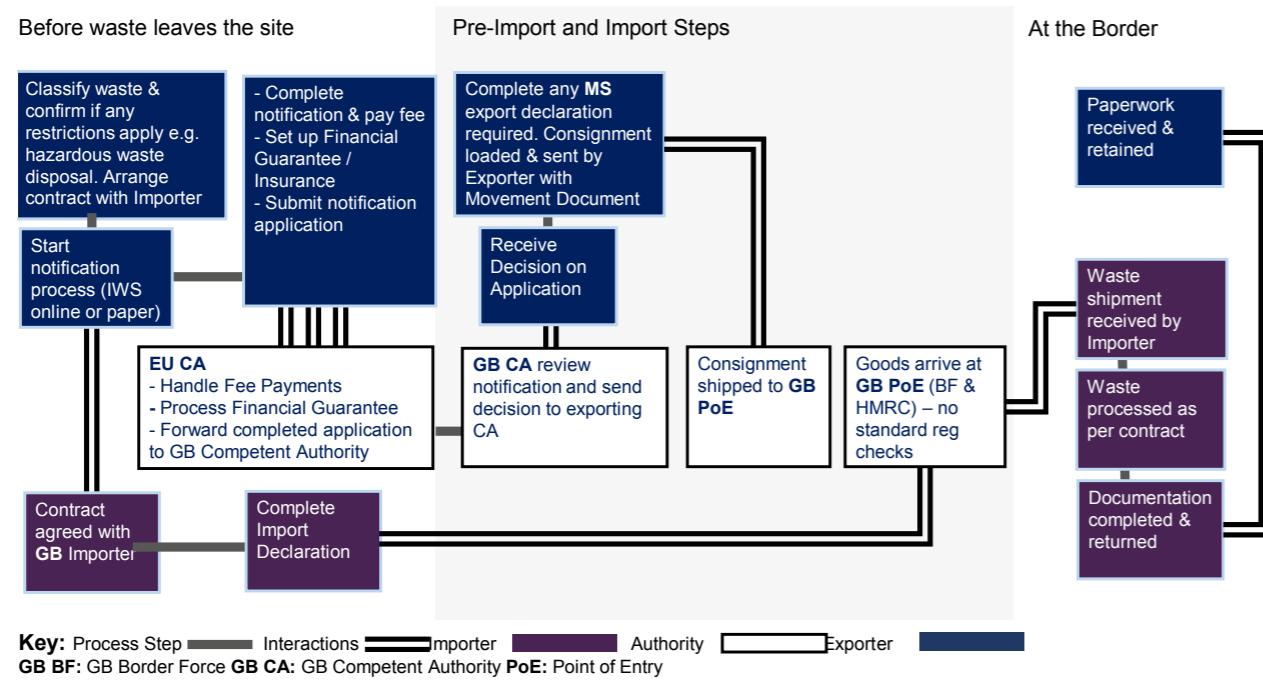 Before waste leaves the site
Pre-Import and Import Steps
At the Border
Classify waste &
confirm if any
restrictions apply e.g.
hazardous waste
disposal. Arrange
contract with Importer
- Complete
notification & pay fee
- Set up Financial
Guarantee /
Insurance
- Submit notification
application
Complete any MS
export declaration
required. Consignment
loaded & sent by
Exporter with
Movement Document
Paperwork
received &
retained
Start
notification
process (IWS
online or paper)
Receive
Decision on
Application
Waste
shipment
received by
Importer
EU CA
- Handle Fee Payments
- Process Financial Guarantee
- Forward completed application
to GB Competent Authority
GB CA review
notification and send
decision to exporting
CA
Consignment
shipped to GB
PoE
Goods arrive at
GB PoE (BF &
HMRC) – no
standard reg
checks
Waste
processed as
per contract
Contract
agreed with
GB Importer
Complete
Import
Declaration
Documentation
completed &
returned
Key: Process Step Interactions Importer Authority Exporter
GB BF: GB Border Force GB CA: GB Competent Authority PoE: Point of Entry